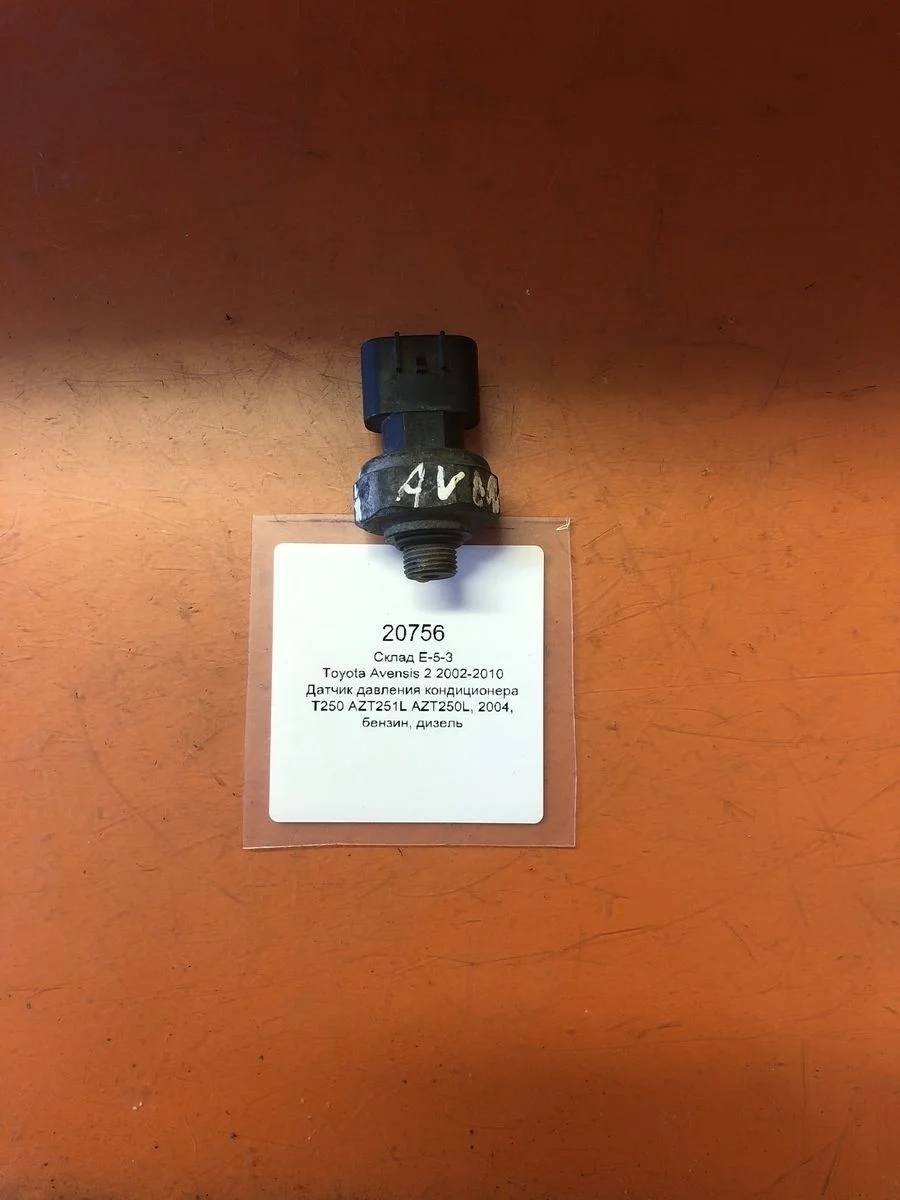 AV
20756
Склад Е-5-3
Toyota Avensis 2 2002-2010
Датчик давления кондиционера
T250 AZT251L AZT250L, 2004,
бензин, дизель